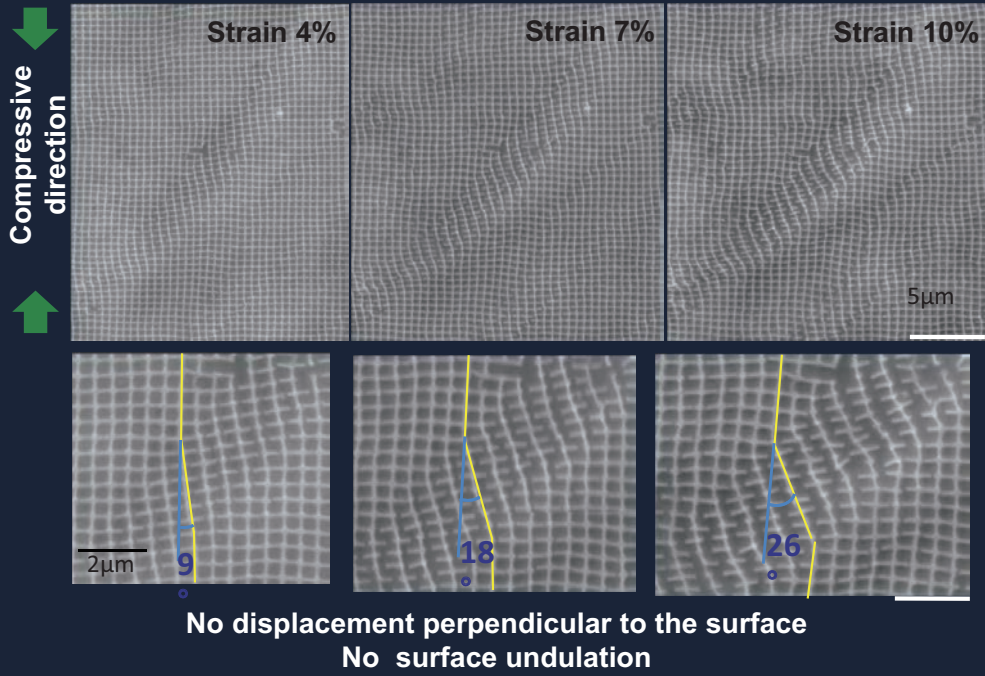 Compressive
direction
Strain 4%
Strain 7%
Strain 10%
5µm
2µm
9
°
18
°
26
°
No displacement perpendicular to the surface
No surface undulation